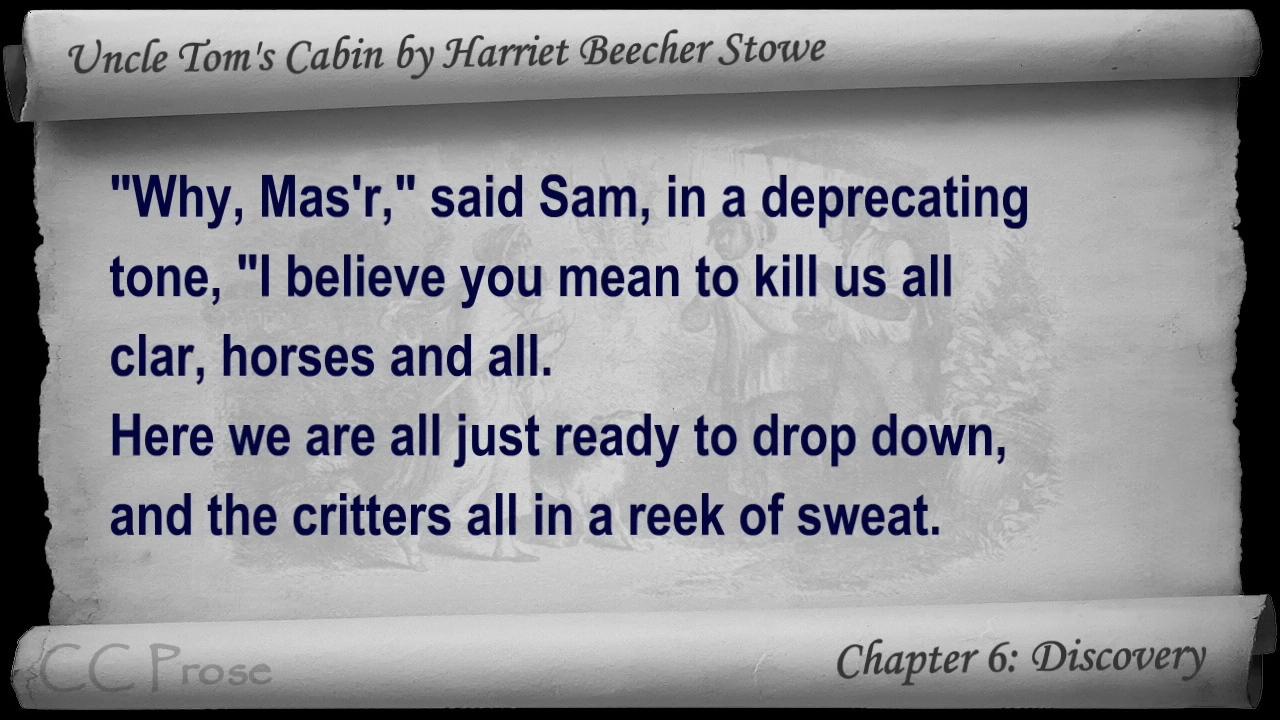 Uncle Tom's Cabin by Harriet Beecher Stowe
"Why, Mas'r," said Sam, in a deprecating
tone, "I believe you mean to kill us all
clar, horses and all.
Here we are all just ready to drop down,
and the critters all in a reek of sweat.
CC Prose
Chapter 6: Discovery